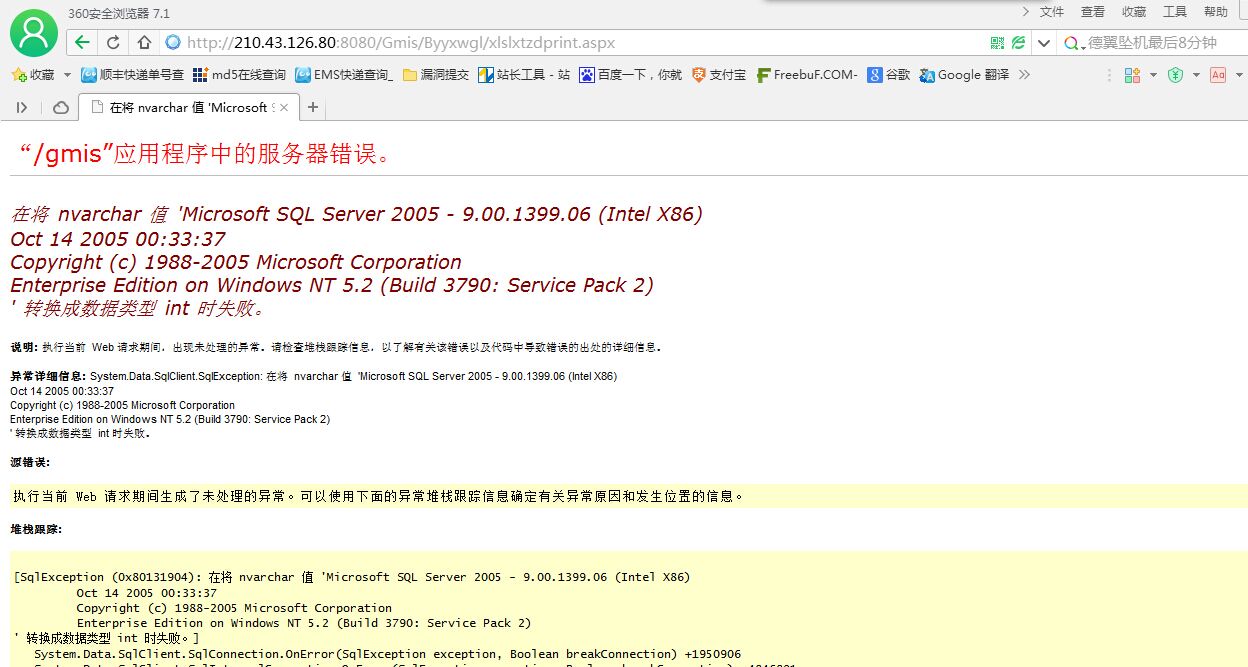 360安全浏览器 7.1
文件 查看 收藏 工具 帮助
http://210.43.126.80:8080/Gmis/Byyxwgl/xlslxtzdprint.aspx
德翼坠机最后8分钟
收藏 顺丰快递单号查 md5在线查询 EMS快递查询_ 漏洞提交 站长工具 - 站 百度一下，你就 支付宝 FreebuF.COM- 谷歌 Google 翻译
在将 nvarchar 值 'Microsoft S
“/gmis”应用程序中的服务器错误。
在将 nvarchar 值 'Microsoft SQL Server 2005 - 9.00.1399.06 (Intel X86)
Oct 14 2005 00:33:37
Copyright (c) 1988-2005 Microsoft Corporation
Enterprise Edition on Windows NT 5.2 (Build 3790: Service Pack 2)
' 转换成数据类型 int 时失败。
说明: 执行当前 Web 请求期间，出现未处理的异常。请检查堆栈跟踪信息，以了解有关该错误以及代码中导致错误的出处的详细信息。
异常详细信息: System.Data.SqlClient.SqlException: 在将 nvarchar 值 'Microsoft SQL Server 2005 - 9.00.1399.06 (Intel X86)
Oct 14 2005 00:33:37
Copyright (c) 1988-2005 Microsoft Corporation
Enterprise Edition on Windows NT 5.2 (Build 3790: Service Pack 2)
' 转换成数据类型 int 时失败。
源错误:
执行当前 Web 请求期间生成了未处理的异常。可以使用下面的异常堆栈跟踪信息确定有关异常原因和发生位置的信息。
堆栈跟踪:
[SqlException (0x80131904): 在将 nvarchar 值 'Microsoft SQL Server 2005 - 9.00.1399.06 (Intel X86)
Oct 14 2005 00:33:37
Copyright (c) 1988-2005 Microsoft Corporation
Enterprise Edition on Windows NT 5.2 (Build 3790: Service Pack 2)
' 转换成数据类型 int 时失败。]
System.Data.SqlClient.SqlConnection.OnError(SqlException exception, Boolean breakConnection) +1950906